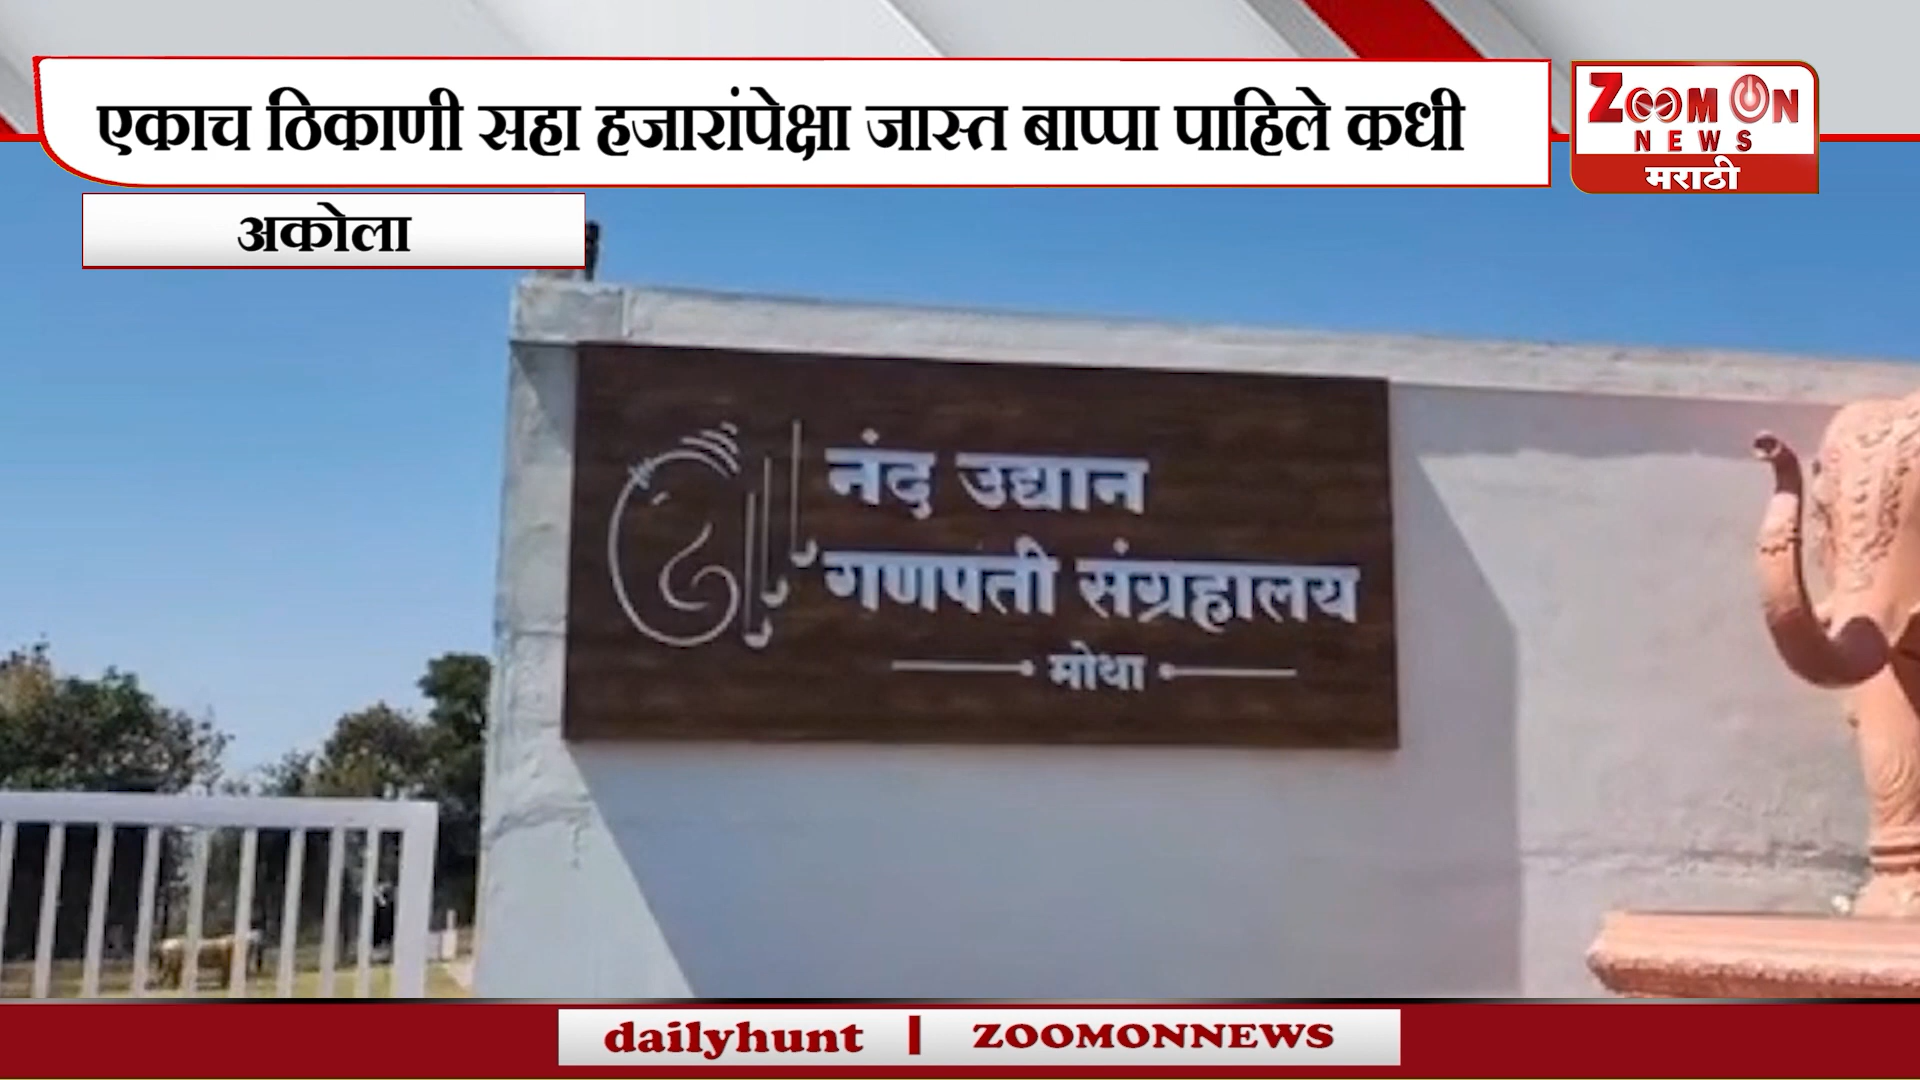 एकाच ठिकाणी सहा हजारांपेक्षा जास्त बाप्पा पाहिले कधी
ZOOM ON
NEWS
मराठी
अकोला
नंद उद्यान
गणपती संग्रहालय
मोथा
dailyhunt | ZOOMONNEWS